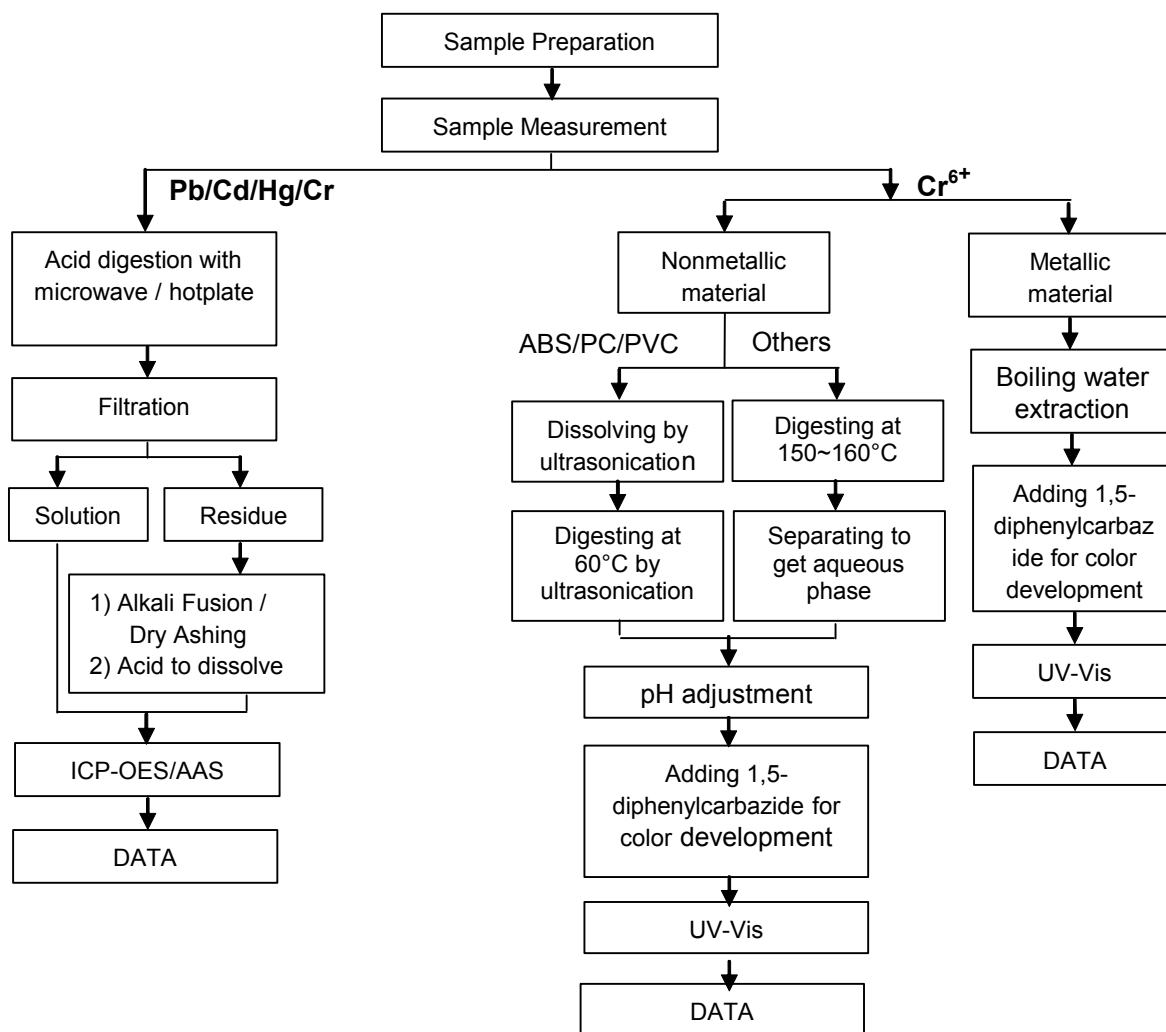 Sample Preparation
Sample Measurement
Pb/Cd/Hg/Cr
Acid digestion with
microwave / hotplate
Filtration
Solution
Residue
1) Alkali Fusion /
Dry Ashing
2) Acid to dissolve
ICP-OES/AAS
DATA
Cr⁶⁺
Nonmetallic
material
ABS/PC/PVC
Others
Dissolving by
ultrasonication
Digesting at
60°C by
ultrasonication
Digesting at
150~160°C
Separating to
get aqueous
phase
pH adjustment
Adding 1,5-
diphenylcarbazide for
color development
UV-Vis
DATA
Metallic
material
Boiling water
extraction
Adding 1,5-
diphenylcarbaz
ide for color
development
UV-Vis
DATA